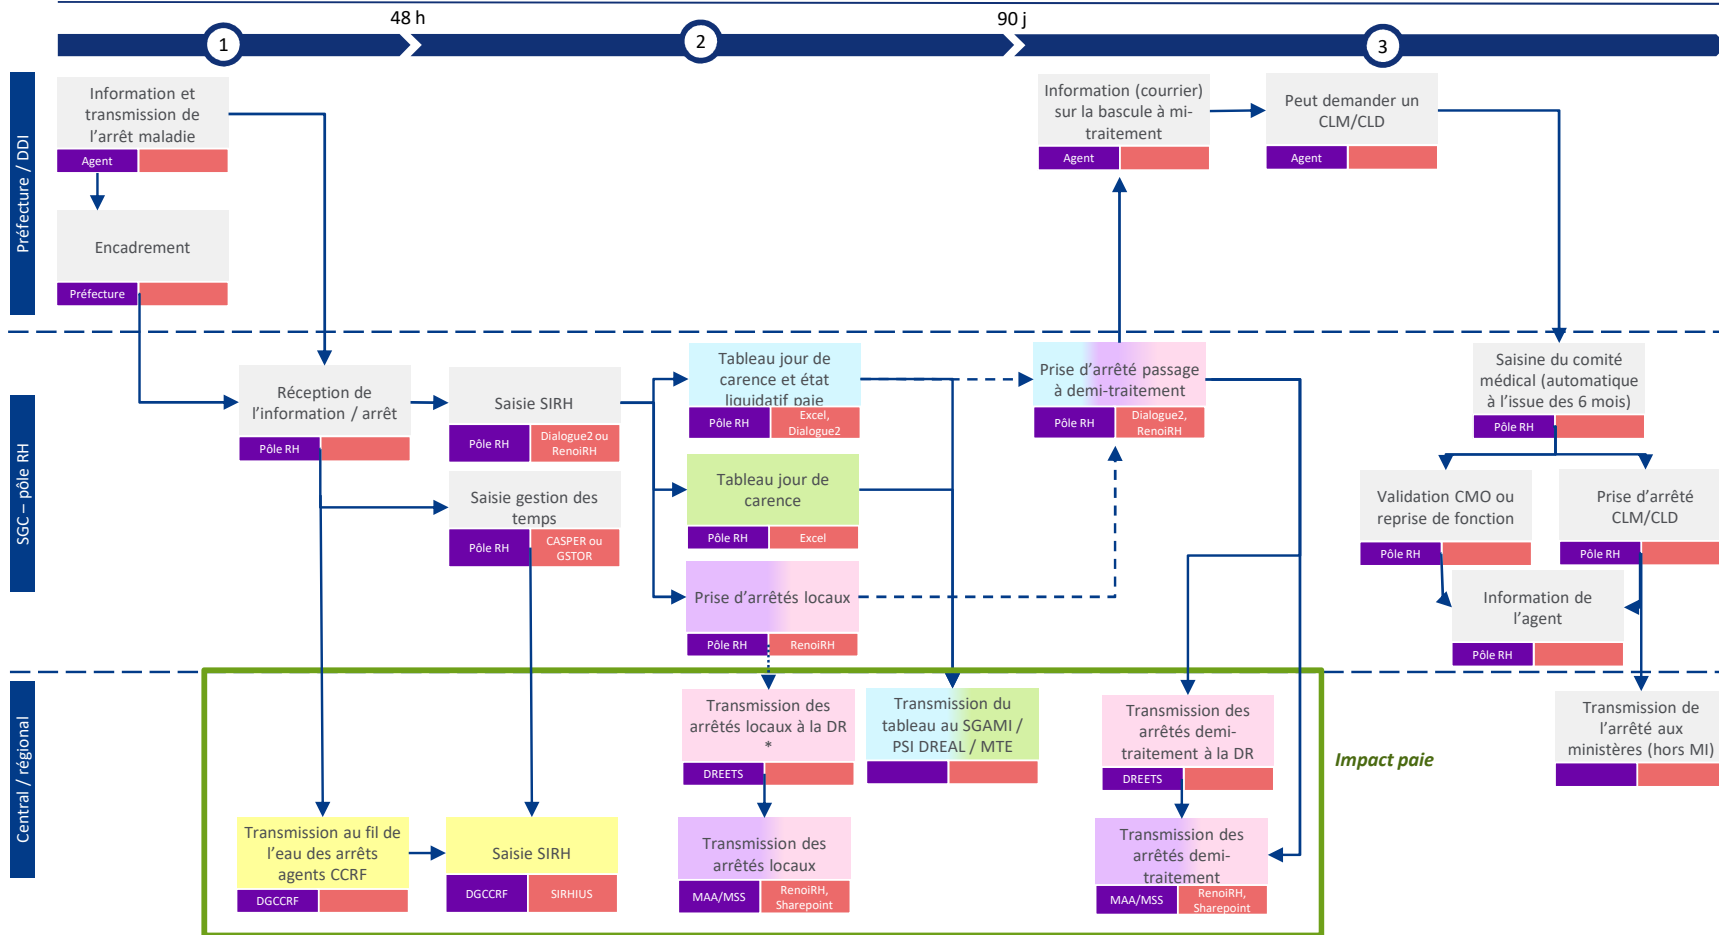 48 h
90 j
1
2
3
Préfecture / DDI
Information et
transmission de
l'arrêt maladie
Agent
Encadrement
Préfecture
Information (courrier)
sur la bascule à mi-
traitement
Agent
Peut demander un
CLM/CLD
Agent
SGC – pôle RH
Réception de
l'information / arrêt
Pôle RH
Saisie SIRH
Pôle RH
Dialogue2 ou
RenoiRH
Saisie gestion des
temps
Pôle RH
CASPER ou
GSTOR
Tableau jour de
carence et état
liquidatif paie
Pôle RH
Excel,
Dialogue2
Tableau jour de
carence
Pôle RH
Excel
Prise d'arrêtés locaux
Pôle RH
RenoiRH
Prise d'arrêté passage
à demi-traitement
Pôle RH
Dialogue2,
RenoiRH
Saisine du comité
médical (automatique
à l'issue des 6 mois)
Pôle RH
Validation CMO ou
reprise de fonction
Pôle RH
Prise d'arrêté
CLM/CLD
Pôle RH
Information de
l'agent
Pôle RH
Central / régional
Transmission au fil de
l'eau des arrêts
agents CCRF
DGCCRF
Saisie SIRH
DGCCRF
SIRHIUS
Transmission des
arrêtés locaux à la DR
*
DREETS
Transmission des
arrêtés locaux
MAA/MSS
RenoiRH,
Sharepoint
Transmission du
tableau au SGAMI /
PSI DREAL / MTE
Transmission des
arrêtés demi-
traitement à la DR
DREETS
Transmission des
arrêtés demi-
traitement
MAA/MSS
RenoiRH,
Sharepoint
Impact paie
Transmission de
l'arrêté aux
ministères (hors MI)